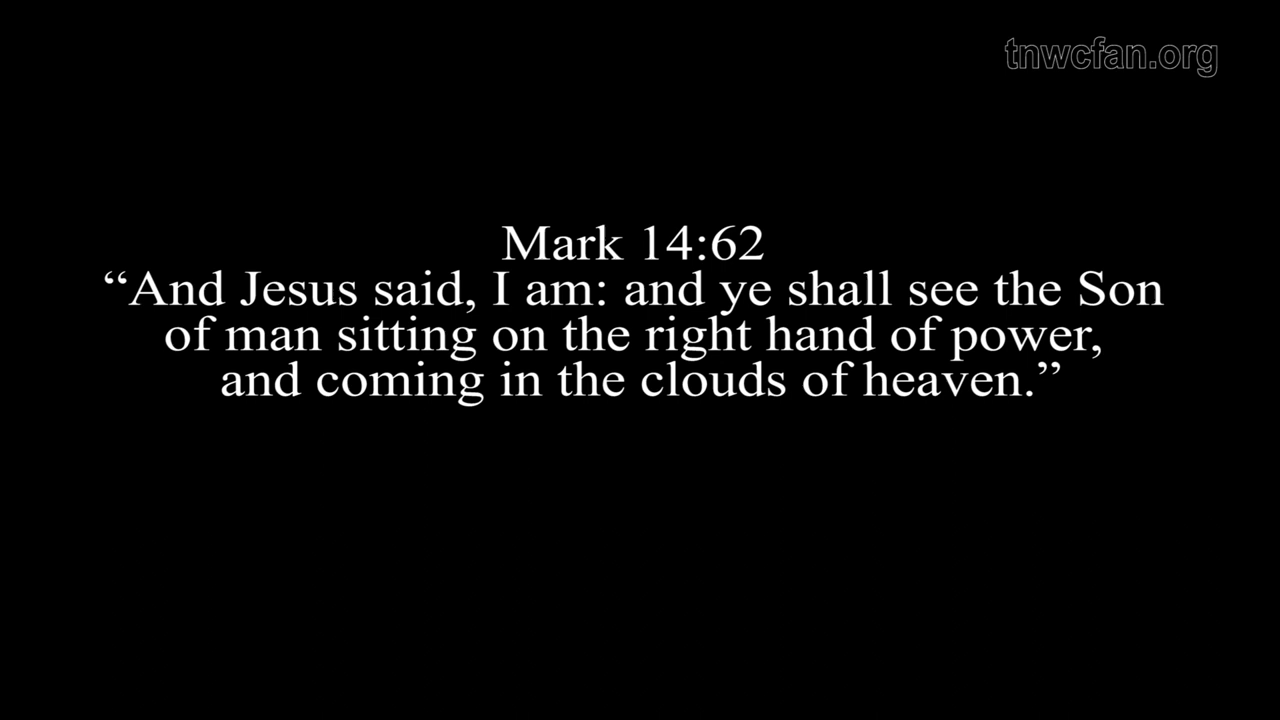 tnwcfan.org
Mark 14:62
“And Jesus said, I am: and ye shall see the Son
of man sitting on the right hand of power,
and coming in the clouds of heaven.”